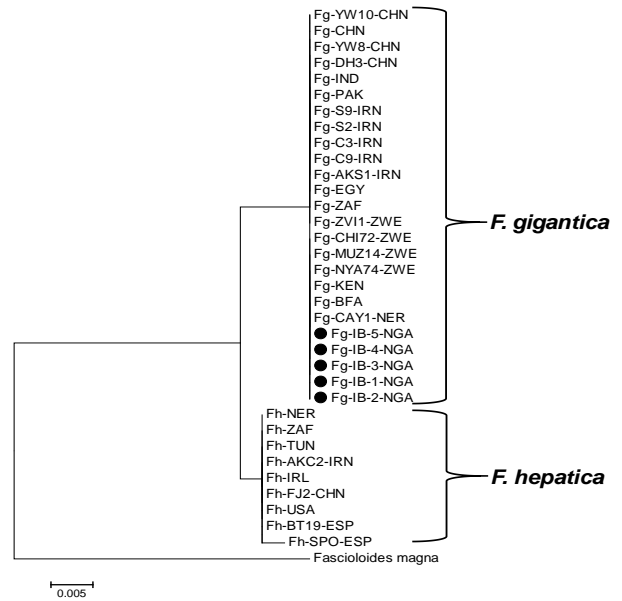 Fg-YW10-CHN
Fg-CHN
Fg-YW8-CHN
Fg-DH3-CHN
Fg-IND
Fg-PAK
Fg-S9-IRN
Fg-S2-IRN
Fg-C3-IRN
Fg-C9-IRN
Fg-AKS1-IRN
Fg-EGY
Fg-ZAF
Fg-ZVI1-ZWE
Fg-CHI72-ZWE
Fg-MUZ14-ZWE
Fg-NYA74-ZWE
Fg-KEN
Fg-BFA
Fg-CAY1-NER
Fg-IB-5-NGA
Fg-IB-4-NGA
Fg-IB-3-NGA
Fg-IB-1-NGA
Fg-IB-2-NGA
F. gigantica
Fh-NER
Fh-ZAF
Fh-TUN
Fh-AKC2-IRN
Fh-IRL
Fh-FJ2-CHN
Fh-USA
Fh-BT19-ESP
Fh-SPO-ESP
F. hepatica
Fascioloides magna
0.005